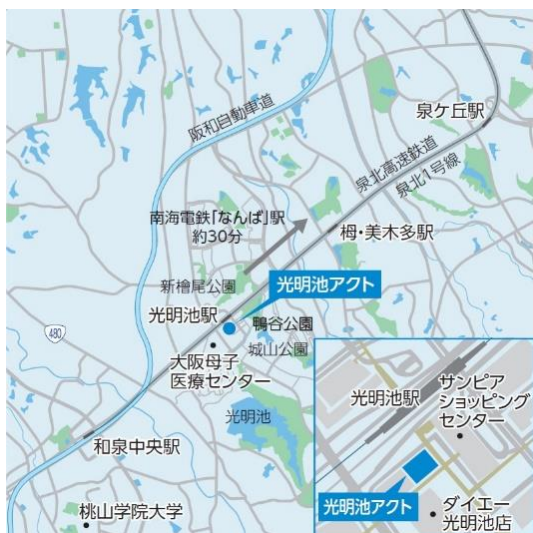 阪和自動車道
泉ケ丘駅
泉北高速鉄道
泉北1号線
南海電鉄「なんば」駅
約30分
栂・美木多駅
新檜尾公園
光明池アクト
光明池駅
鴨谷公園
480
大阪母子
医療センター
城山公園
光明池
和泉中央駅
桃山学院大学
光明池駅
サンピア
ショッピング
センター
光明池アクト
ダイエー
光明池店